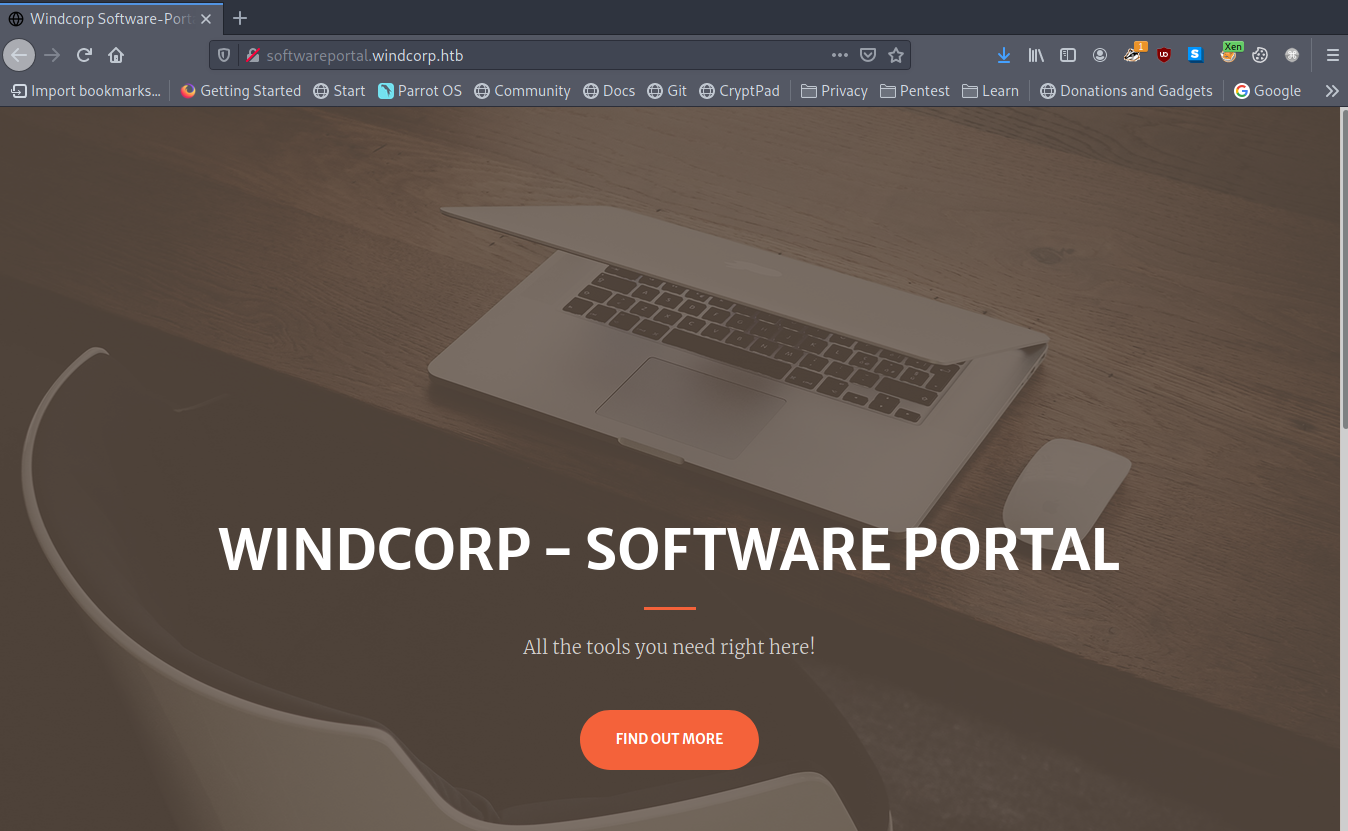 Windcorp Software-Port
softwareportal.windcorp.htb
1
UD
S
Xen
Import bookmarks...
Getting Started
Start
Parrot OS
Community
Docs
Git
CryptPad
Privacy
Pentest
Learn
Donations and Gadgets
Google
WINDCORP - SOFTWARE PORTAL
All the tools you need right here!
FIND OUT MORE